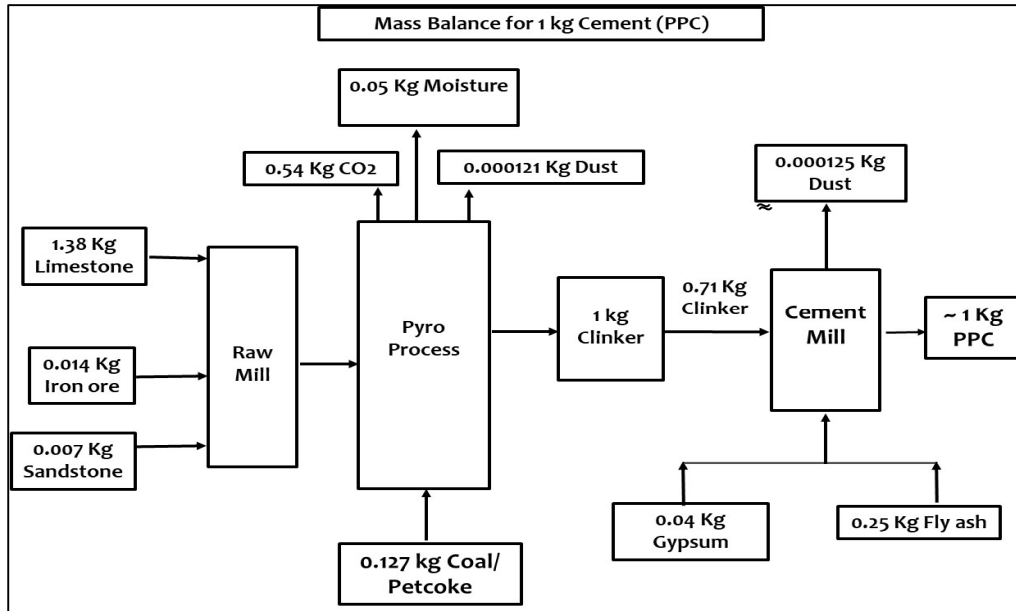 Mass Balance for 1 kg Cement (PPC)
0.05 Kg Moisture
0.54 Kg CO2
0.000121 Kg Dust
0.000125 Kg
Dust
≈
1.38 Kg
Limestone
0.014 Kg
Iron ore
0.007 Kg
Sandstone
Raw
Mill
Pyro
Process
1 kg
Clinker
0.71 Kg
Clinker
Cement
Mill
~ 1 Kg
PPC
0.127 kg Coal/
Petcoke
0.04 Kg
Gypsum
0.25 Kg Fly ash